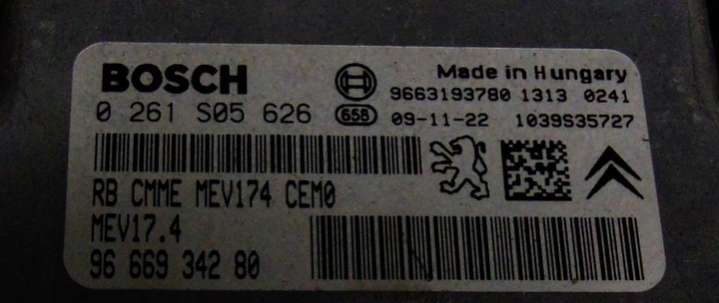 BOSCH
Made in Hungary
9663193780 1313 0241
0 261 S05 626
658 09-11-22 1039S35727
RB CMME MEV174 CEM0
MEV17.4
96 669 342 80